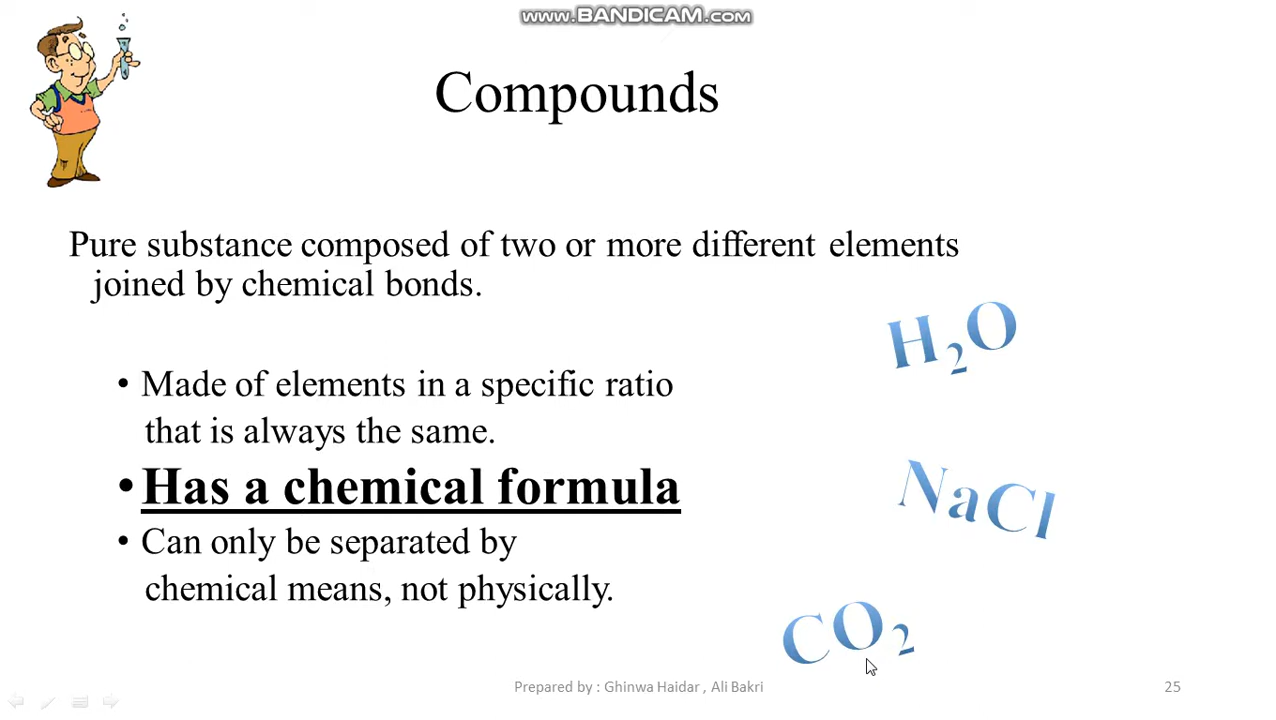 www.BANDICAM.com
Compounds
Pure substance composed of two or more different elements
joined by chemical bonds.
H₂O
• Made of elements in a specific ratio
that is always the same.
• Has a chemical formula
NaCl
• Can only be separated by
chemical means, not physically.
CO₂
Prepared by : Ghinwa Haidar , Ali Bakri
25